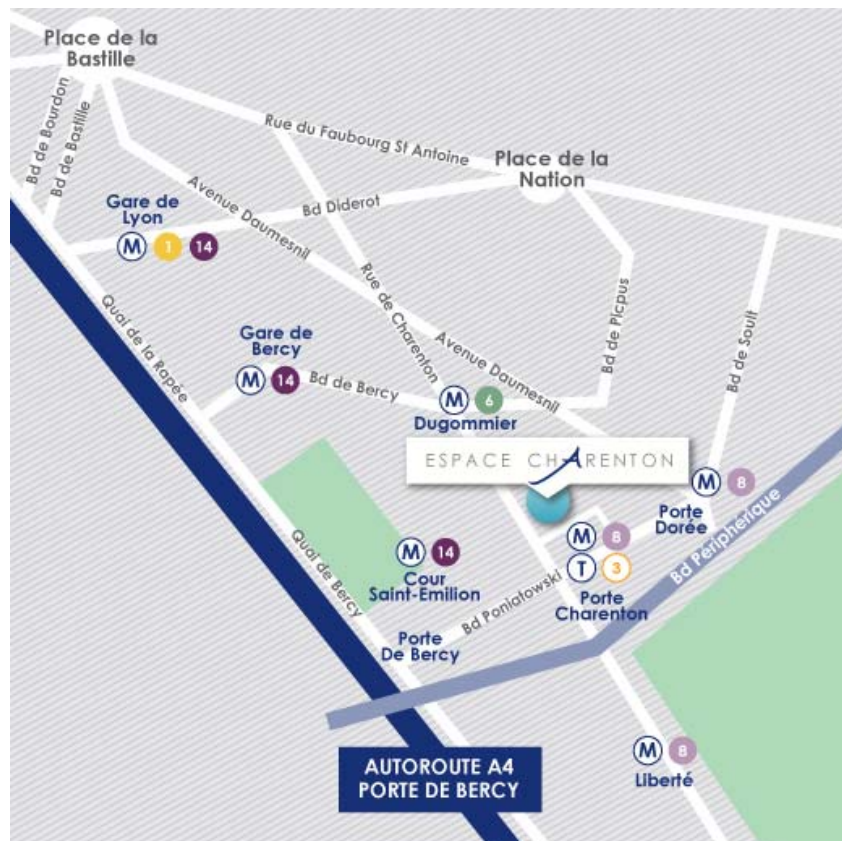 Place de la
Bastille
Bd de Bourdon
Bd de Bastille
Rue du Faubourg St Antoine
Place de la
Nation
Gare de
Lyon
M 1 14
Avenue Daumesnil
Bd Diderot
Rue de Charenton
Bd de Picpus
Bd de Soult
Quai de la Rapée
Gare de
Bercy
M 14
Bd de Bercy
Avenue Daumesnil
M 6
Dugommier
ESPACE CHARENTON
M 8
Porte
Dorée
Bd Périphérique
M 8
T 3
Porte
Charenton
M 14
Cour
Saint-Emilion
Quai de Bercy
Bd Poniatowski
Porte
De Bercy
M 8
Liberté
AUTOROUTE A4
PORTE DE BERCY